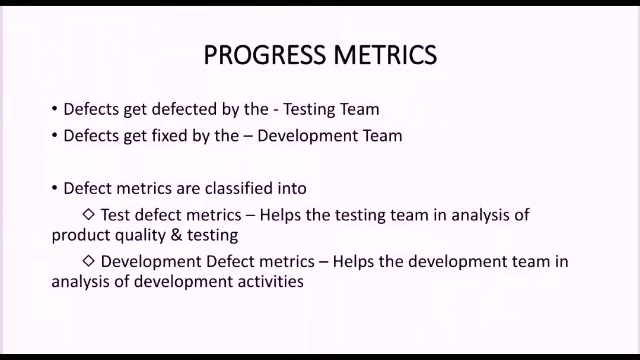 PROGRESS METRICS
• Defects get defected by the - Testing Team
• Defects get fixed by the – Development Team
• Defect metrics are classified into
◇ Test defect metrics – Helps the testing team in analysis of
product quality & testing
◇ Development Defect metrics – Helps the development team in
analysis of development activities